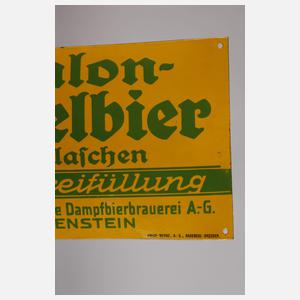 alon-
elbier
laschen
eifüllung
e Dampfbierbrauerei A.-G.
ENSTEIN